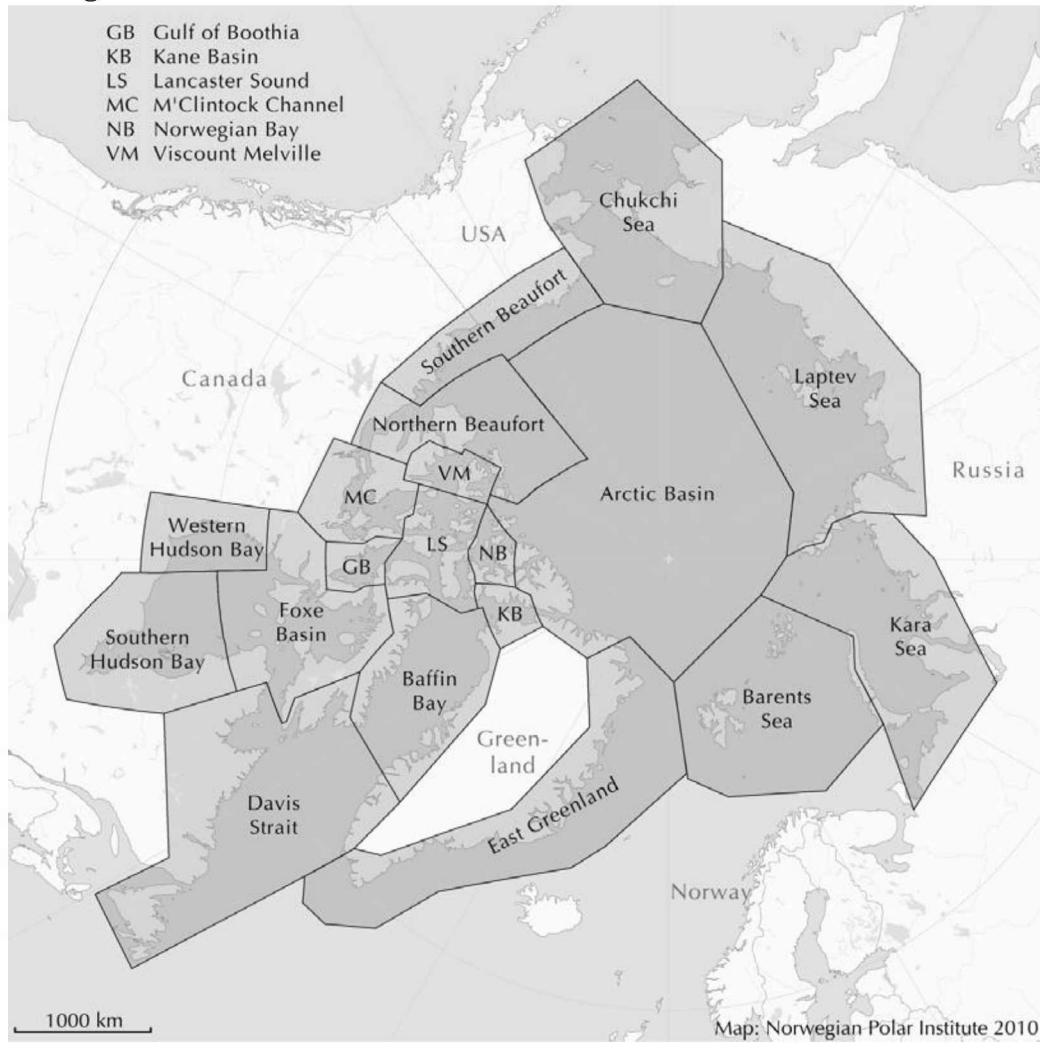 GB Gulf of Boothia
KB Kane Basin
LS Lancaster Sound
MC M'Clintock Channel
NB Norwegian Bay
VM Viscount Melville
Chukchi
Sea
USA
Southern Beaufort
Canada
Laptev
Sea
Northern Beaufort
VM
Russia
MC
Arctic Basin
Western
Hudson Bay
LS
NB
GB
Foxe
Basin
KB
Southern
Hudson Bay
Kara
Sea
Baffin
Bay
Barents
Sea
Green-
land
Davis
Strait
East Greenland
Norway
1000 km
Map: Norwegian Polar Institute 2010